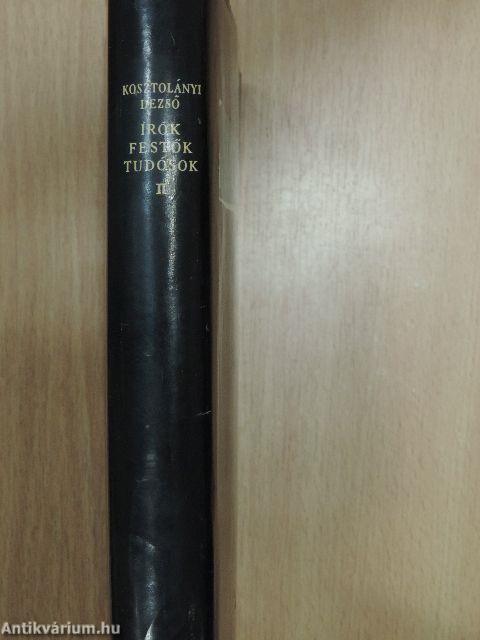 KOSZTOLÁNYI
DEZSŐ
ÍRÓK
FESTŐK
TUDÓSOK
II
Antikvárium.hu